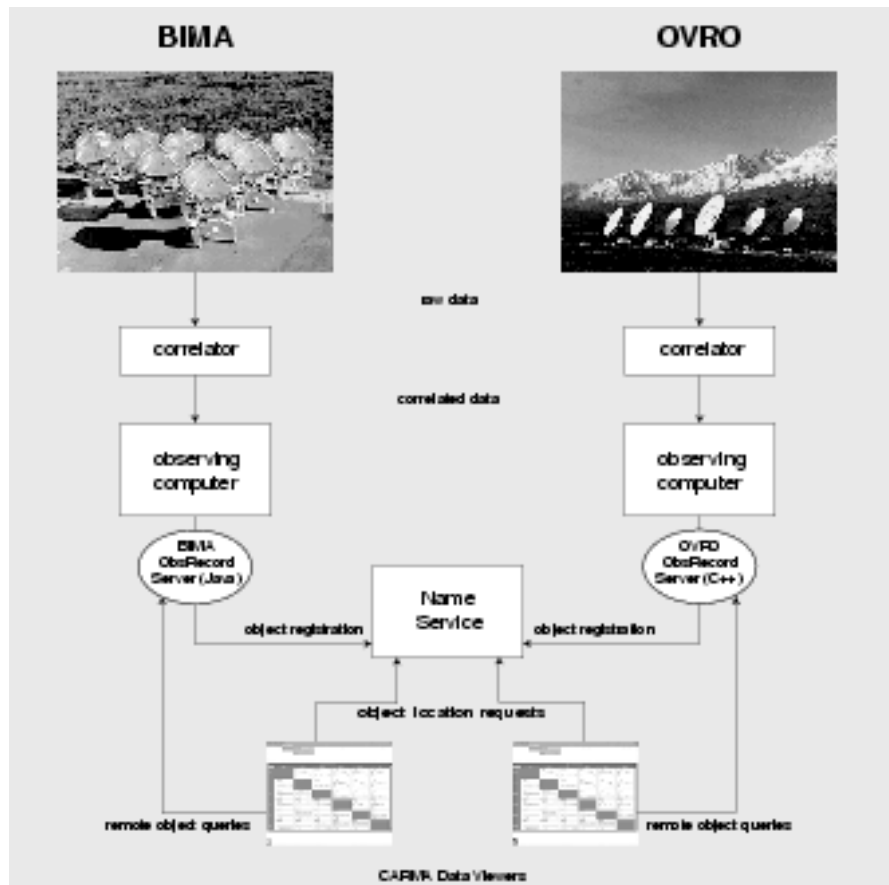 BIMA
OVRO
raw data
correlator
correlator
correlated data
observing
computer
observing
computer
BIMA
ObsRecord
Server (Java)
OVRO
ObsRecord
Server (C++)
Name
Service
object registration
object registration
object location requests
remote object queries
remote object queries
CARMA Data Viewers